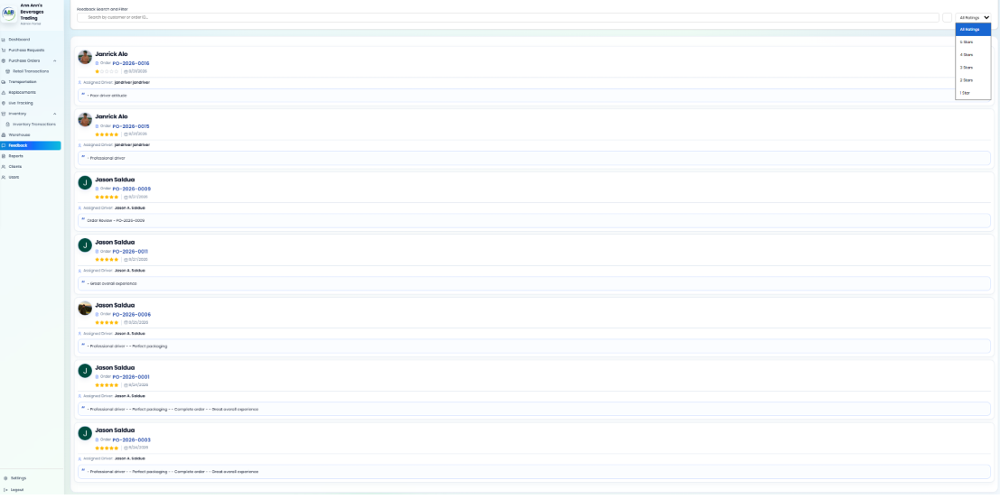 Ann Ann's
Beverages
Trading
Feedback Search and Filter
Search by customer or order ID...
All Ratings
All Ratings
5 Stars
4 Stars
3 Stars
2 Stars
1 Star
Dashboard
Purchase Requests
Purchase Orders
Retail Transactions
Transportation
Replacements
Live Tracking
Inventory
Inventory Transactions
Warehouse
Feedback
Reports
Clients
Users
Settings
Logout
Janrick Alo
Order PO-2026-0016
Assigned Driver: jandriver jandriver
- Poor driver attitude
Janrick Alo
Order PO-2026-0015
Assigned Driver: jandriver jandriver
- Professional driver
J
Jason Saldua
Order PO-2026-0009
Assigned Driver: Jason A. Saldua
Order Review - PO-2026-0009
J
Jason Saldua
Order PO-2026-0011
Assigned Driver: Jason A. Saldua
- Great overall experience
Jason Saldua
Order PO-2026-0006
Assigned Driver: Jason A. Saldua
- Professional driver - - Perfect packaging
J
Jason Saldua
Order PO-2026-0001
Assigned Driver: Jason A. Saldua
- Professional driver - - Perfect packaging - - Complete order - - Great overall experience
J
Jason Saldua
Order PO-2026-0003
Assigned Driver: Jason A. Saldua
- Professional driver - - Perfect packaging - - Complete order - - Great overall experience